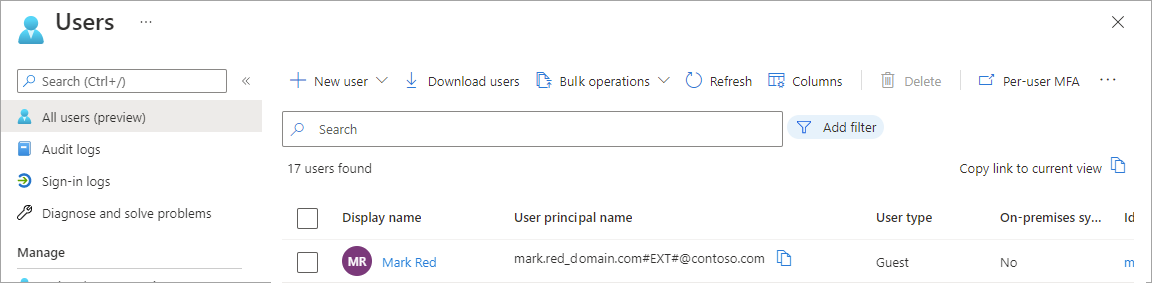 Users ...
Search (Ctrl+/) «
New user Download users Bulk operations Refresh Columns Delete Per-user MFA ...
All users (preview)
Audit logs
Sign-in logs
Diagnose and solve problems
Manage
Search Add filter
17 users found Copy link to current view
Display name User principal name User type On-premises sy... Id
MR Mark Red mark.red_domain.com#EXT#@contoso.com Guest No m